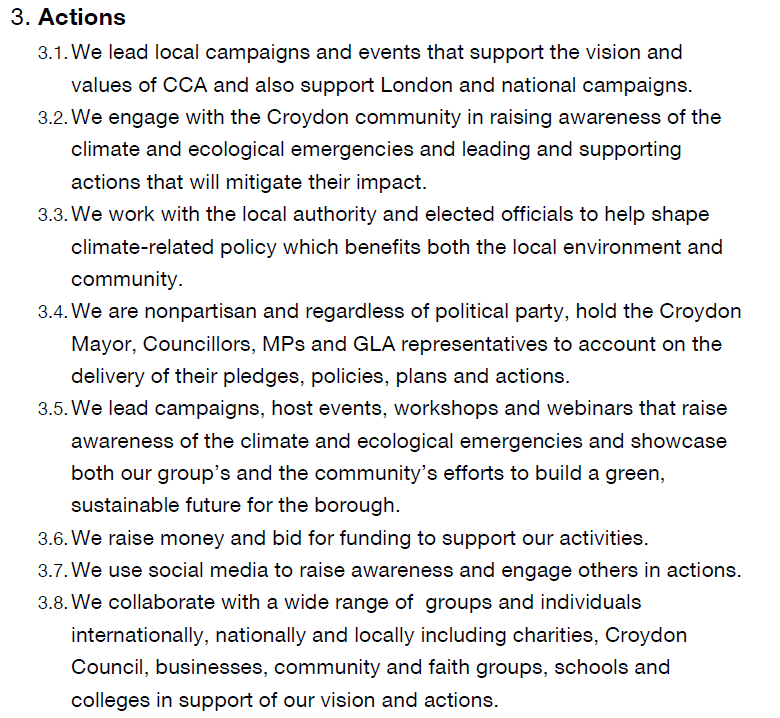 3. Actions
3.1. We lead local campaigns and events that support the vision and
values of CCA and also support London and national campaigns.
3.2. We engage with the Croydon community in raising awareness of the
climate and ecological emergencies and leading and supporting
actions that will mitigate their impact.
3.3. We work with the local authority and elected officials to help shape
climate-related policy which benefits both the local environment and
community.
3.4. We are nonpartisan and regardless of political party, hold the Croydon
Mayor, Councillors, MPs and GLA representatives to account on the
delivery of their pledges, policies, plans and actions.
3.5. We lead campaigns, host events, workshops and webinars that raise
awareness of the climate and ecological emergencies and showcase
both our group’s and the community’s efforts to build a green,
sustainable future for the borough.
3.6. We raise money and bid for funding to support our activities.
3.7. We use social media to raise awareness and engage others in actions.
3.8. We collaborate with a wide range of  groups and individuals
internationally, nationally and locally including charities, Croydon
Council, businesses, community and faith groups, schools and
colleges in support of our vision and actions.